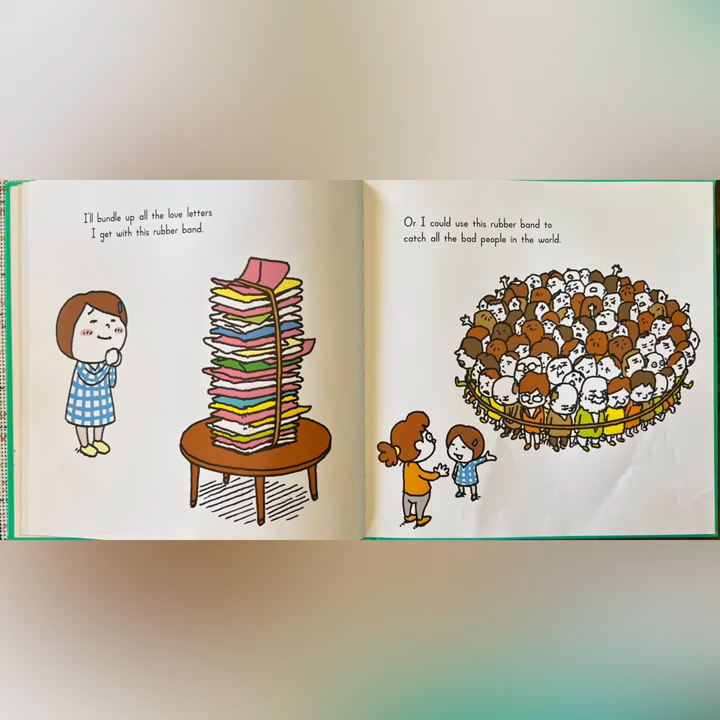 I'll bundle up all the love letters
I get with this rubber band.
Or I could use this rubber band to
catch all the bad people in the world.